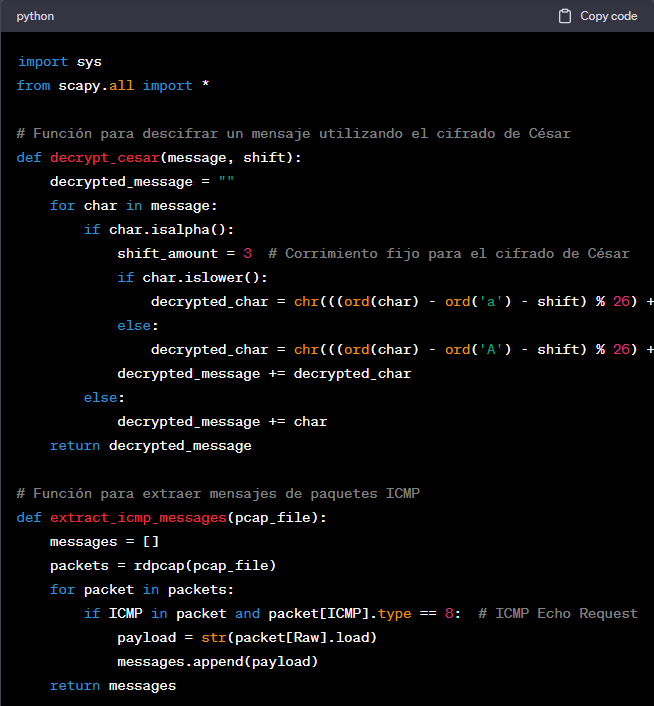 python
Copy code
import sys
from scapy.all import *
# Función para descifrar un mensaje utilizando el cifrado de César
def decrypt_cesar(message, shift):
    decrypted_message = ""
    for char in message:
        if char.isalpha():
            shift_amount = 3  # Corrimiento fijo para el cifrado de César
            if char.islower():
                decrypted_char = chr(((ord(char) - ord('a') - shift) % 26) +
            else:
                decrypted_char = chr(((ord(char) - ord('A') - shift) % 26) +
            decrypted_message += decrypted_char
        else:
            decrypted_message += char
    return decrypted_message
# Función para extraer mensajes de paquetes ICMP
def extract_icmp_messages(pcap_file):
    messages = []
    packets = rdpcap(pcap_file)
    for packet in packets:
        if ICMP in packet and packet[ICMP].type == 8:  # ICMP Echo Request
            payload = str(packet[Raw].load)
            messages.append(payload)
    return messages